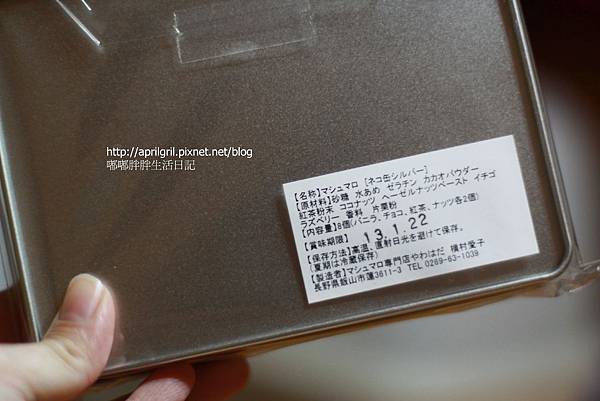 http://aprilgril.pixnet.net/blog
嘟嘟胖胖生活日記
【名称】マシュマロ [ネコ缶シルバー]
【原材料】砂糖 水あめ ゼラチン カカオパウダー
紅茶粉末 ココナッツ ヘーゼルナッツペースト イチゴ
ラズベリー 香料 片栗粉
【内容量】8個(バニラ、チョコ、紅茶、ナッツ各2個)
【賞味期限】 13.1.22
【保存方法】高温、直射日光を避けて保存。
(夏期は冷蔵保存)
【製造者】マシュマロ専門店やわはだ 横村愛子
長野県飯山市蓮3611-3 TEL 0269-63-1039